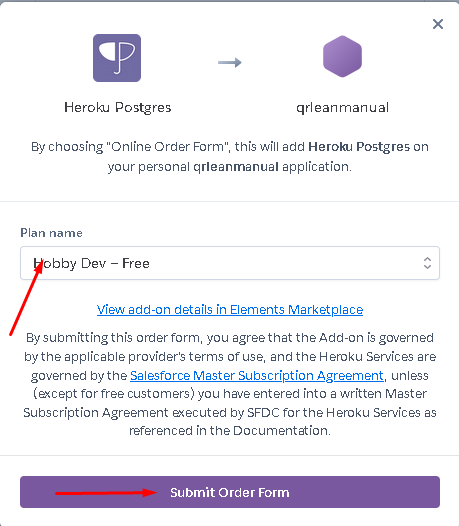 Heroku Postgres
qrleanmanual
By choosing "Online Order Form", this will add Heroku Postgres on
your personal qrleanmanual application.
Plan name
Hobby Dev – Free
View add-on details in Elements Marketplace
By submitting this order form, you agree that the Add-on is governed
by the applicable provider's terms of use, and the Heroku Services are
governed by the Salesforce Master Subscription Agreement, unless
(except for free customers) you have entered into a written Master
Subscription Agreement executed by SFDC for the Heroku Services as
referenced in the Documentation.
Submit Order Form